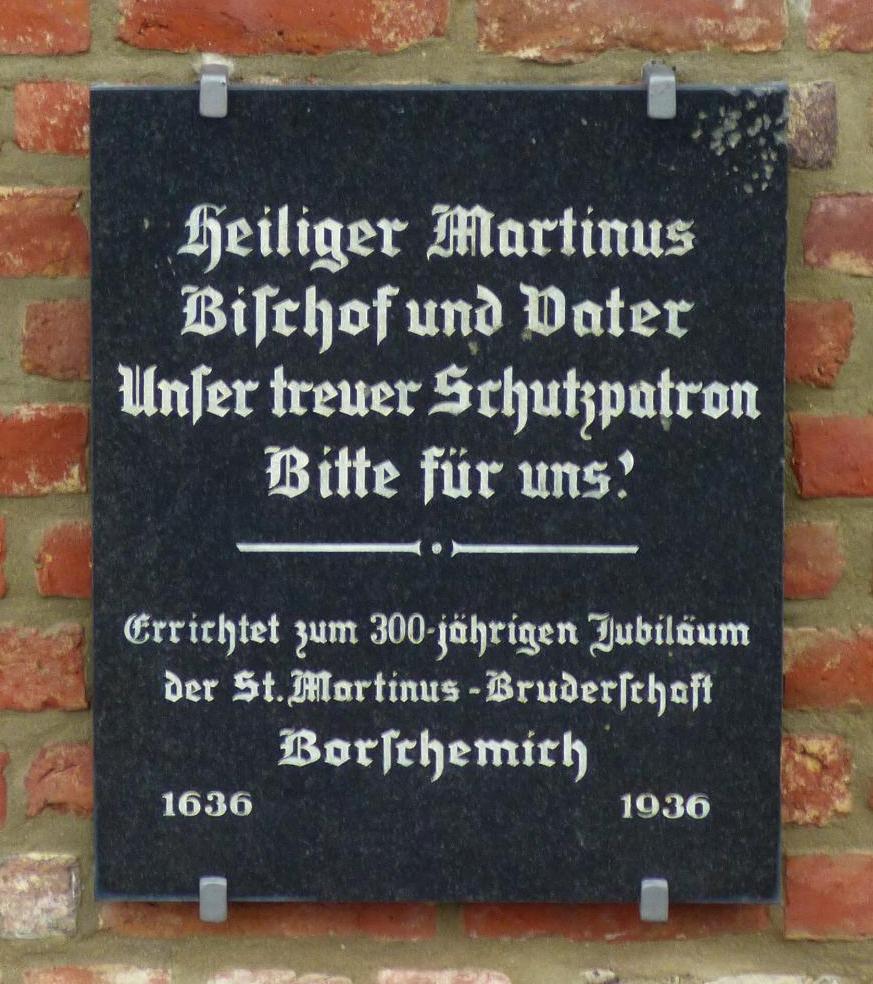 Heiliger Martinus
Biſchof und Vater
Unſer treuer Schutzpatron
Bitte für uns!
Errichtet zum 300-jährigen Jubiläum
der St. Martinus-Bruderſchaft
Borſchemich
1636 1936